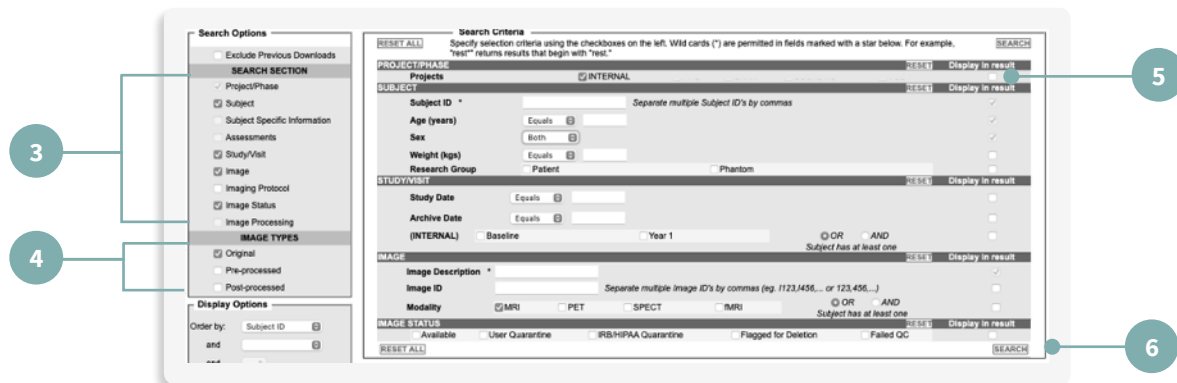 Search Options
Exclude Previous Downloads
SEARCH SECTION
Project/Phase
Subject
Subject Specific Information
Assessments
Study/Visit
Image
Imaging Protocol
Image Status
Image Processing
IMAGE TYPES
Original
Pre-processed
Post-processed
Display Options
Order by: Subject ID
and
and
3
4
Search Criteria
RESET ALL Specify selection criteria using the checkboxes on the left. Wild cards (*) are permitted in fields marked with a star below. For example, SEARCH
"rest*" returns results that begin with "rest."
PROJECT/PHASE RESET Display in result
Projects INTERNAL
SUBJECT RESET Display in result
Subject ID * Separate multiple Subject ID's by commas
Age (years) Equals
Sex Both
Weight (kgs) Equals
Research Group Patient Phantom
STUDY/VISIT RESET Display in result
Study Date Equals
Archive Date Equals
(INTERNAL) Baseline Year 1 OR AND
Subject has at least one
IMAGE RESET Display in result
Image Description *
Image ID Separate multiple Image ID's by commas (eg. I123,I456,... or 123,456,...)
Modality MRI PET SPECT fMRI OR AND
Subject has at least one
IMAGE STATUS RESET Display in result
Available User Quarantine IRB/HIPAA Quarantine Flagged for Deletion Failed QC
RESET ALL SEARCH
5
6